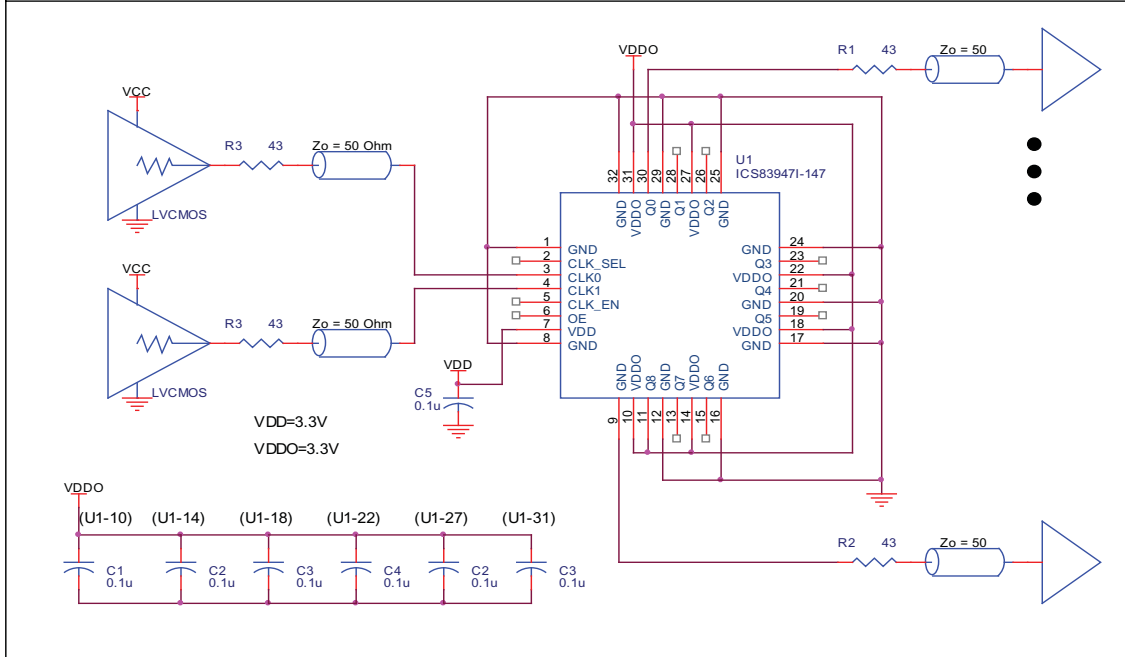 VDDO
R1 43 Zo = 50
VCC
R3 43 Zo = 50 Ohm
LVCMOS
VCC
R3 43 Zo = 50 Ohm
LVCMOS
U1
ICS83947I-147
32 31 30 29 28 27 26 25
GND VDDO Q0 GND Q1 VDDO Q2 GND
1 GND
2 CLK_SEL
3 CLK0
4 CLK1
5 CLK_EN
6 OE
7 VDD
8 GND
GND 24
Q3 23
VDDO 22
Q4 21
GND 20
Q5 19
VDDO 18
GND 17
GND VDDO Q8 GND Q7 VDDO Q6 GND
9 10 11 12 13 14 15 16
VDD
C5
0.1u
VDD=3.3V
VDDO=3.3V
VDDO
(U1-10) (U1-14) (U1-18) (U1-22) (U1-27) (U1-31)
C1 C2 C3 C4 C2 C3
0.1u 0.1u 0.1u 0.1u 0.1u 0.1u
R2 43 Zo = 50